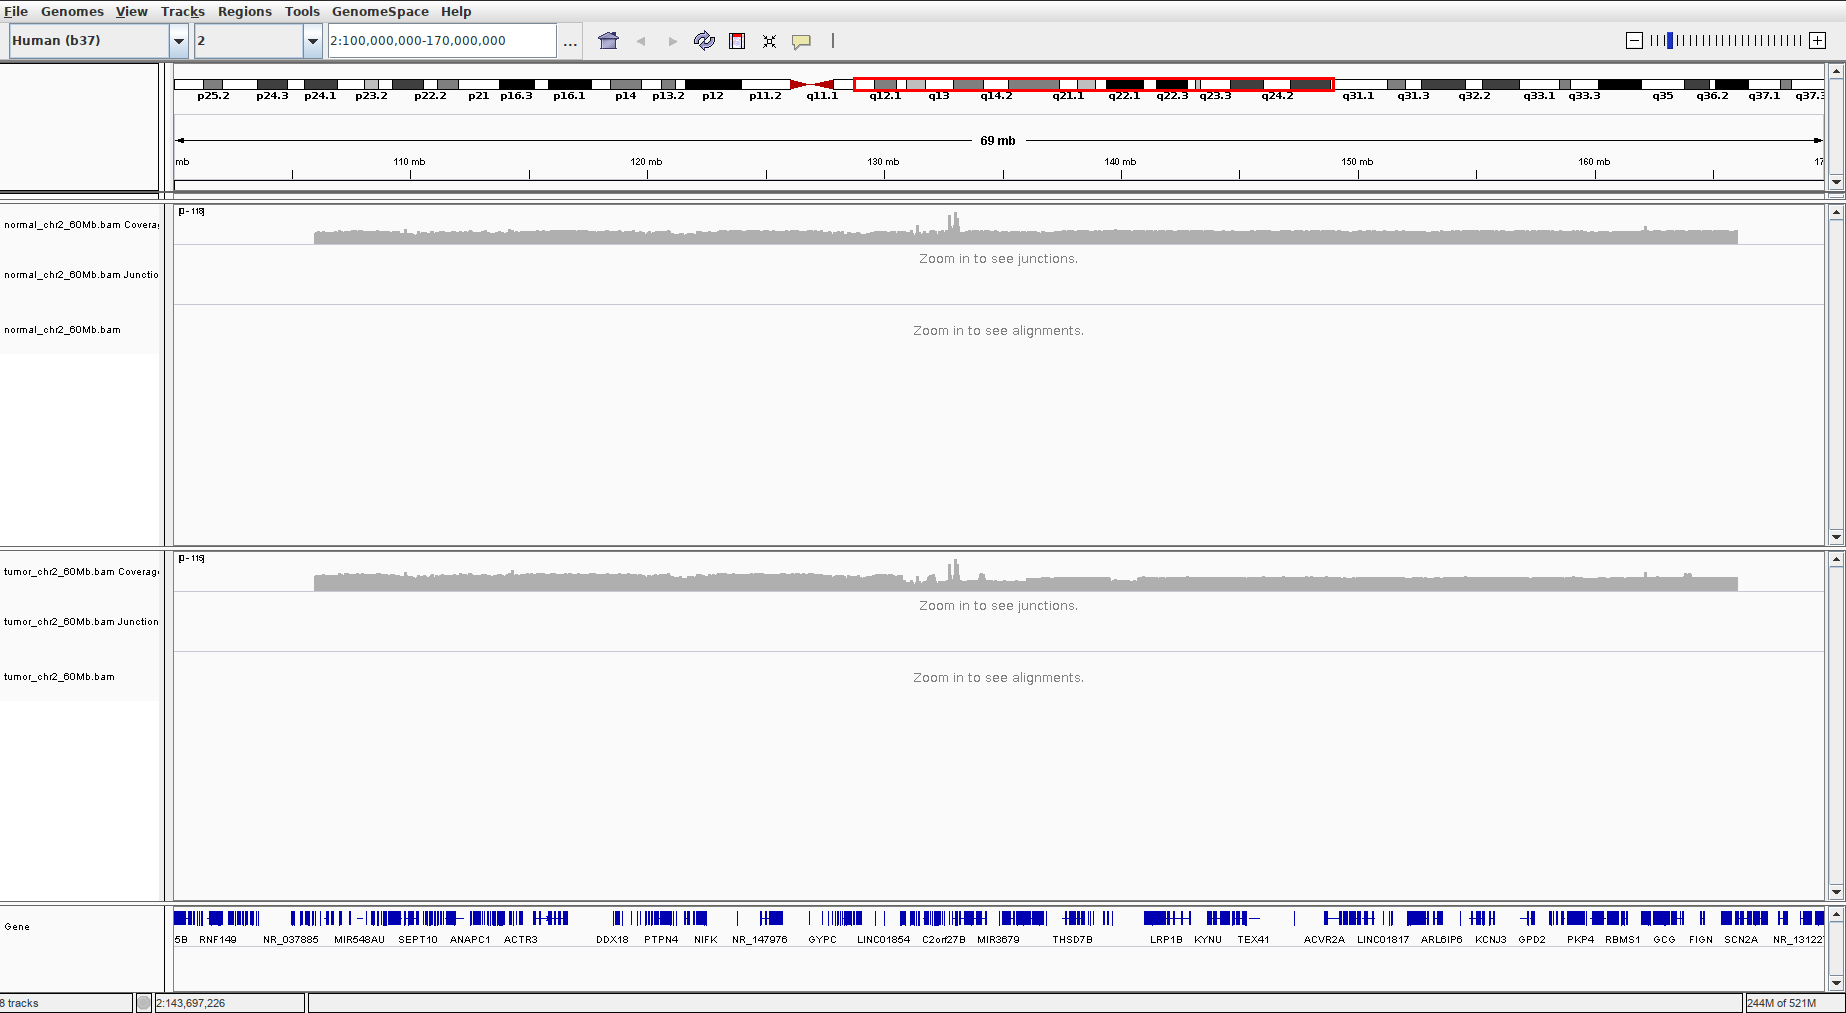 File Genomes View Tracks Regions Tools GenomeSpace Help
Human (b37) 2 2:100,000,000-170,000,000 ...
p25.2 p24.3 p24.1 p23.2 p22.2 p21 p16.3 p16.1 p14 p13.2 p12 p11.2 q11.1 q12.1 q13 q14.2 q21.1 q22.1 q22.3 q23.3 q24.2 q31.1 q31.3 q32.2 q33.1 q33.3 q35 q36.2 q37.1 q37.3
69 mb
mb 110 mb 120 mb 130 mb 140 mb 150 mb 160 mb 17
[0 - 118]
normal_chr2_60Mb.bam Coverag
Zoom in to see junctions.
normal_chr2_60Mb.bam Junctio
normal_chr2_60Mb.bam
Zoom in to see alignments.
[0 - 115]
tumor_chr2_60Mb.bam Coverage
Zoom in to see junctions.
tumor_chr2_60Mb.bam Junction
tumor_chr2_60Mb.bam
Zoom in to see alignments.
Gene
5B RNF149 NR_037885 MIR548AU SEPT10 ANAPC1 ACTR3 DDX18 PTPN4 NIFK NR_147976 GYPC LINC01854 C2orf27B MIR3679 THSD7B LRP1B KYNU TEX41 ACVR2A LINC01817 ARL6IP6 KCNJ3 GPD2 PKP4 RBMS1 GCG FIGN SCN2A NR_13122
8 tracks 2:143,697,226 244M of 521M